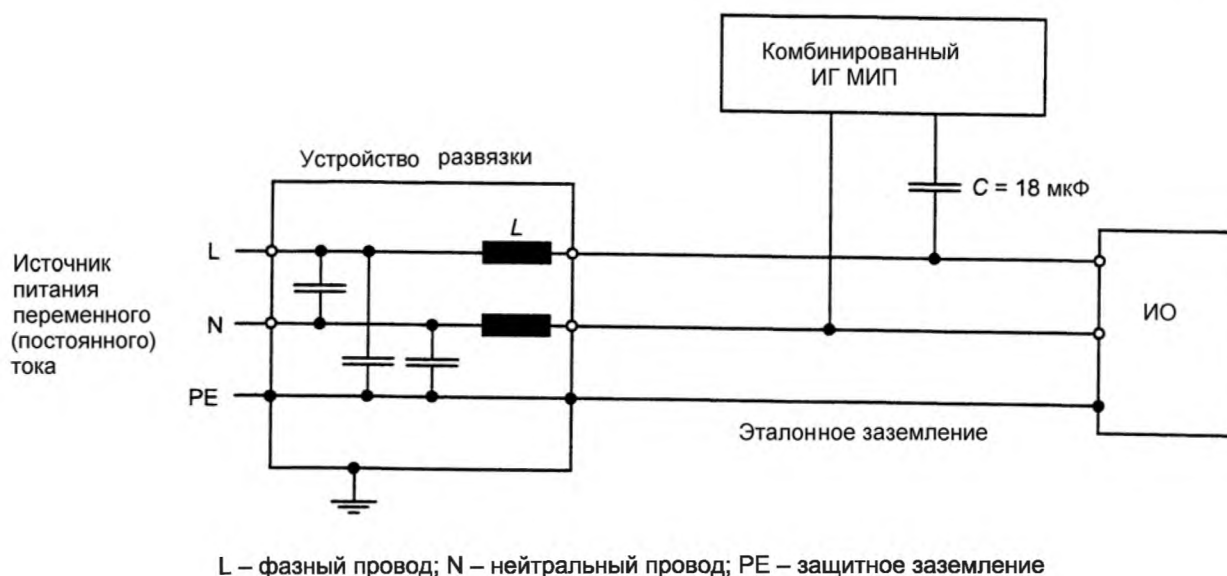 Комбинированный
ИГ МИП
Устройство развязки
C = 18 мкФ
L
L
Источник
питания
переменного
(постоянного)
тока
N
ИО
PE
Эталонное заземление
L – фазный провод; N – нейтральный провод; PE – защитное заземление